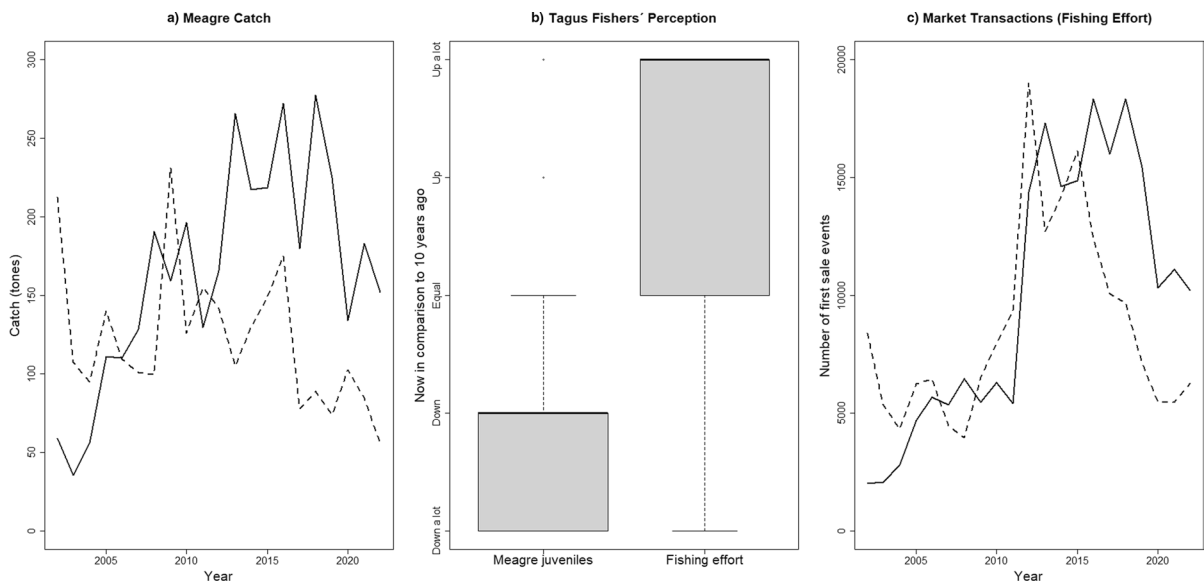 a) Meagre Catch
Catch (tones)
300
250
200
150
100
50
0
2005 2010 2015 2020
Year
b) Tagus Fishers´ Perception
Now in comparison to 10 years ago
Up a lot
Up
Equal
Down
Down a lot
Meagre juveniles Fishing effort
c) Market Transactions (Fishing Effort)
Number of first sale events
20000
15000
10000
5000
0
2005 2010 2015 2020
Year